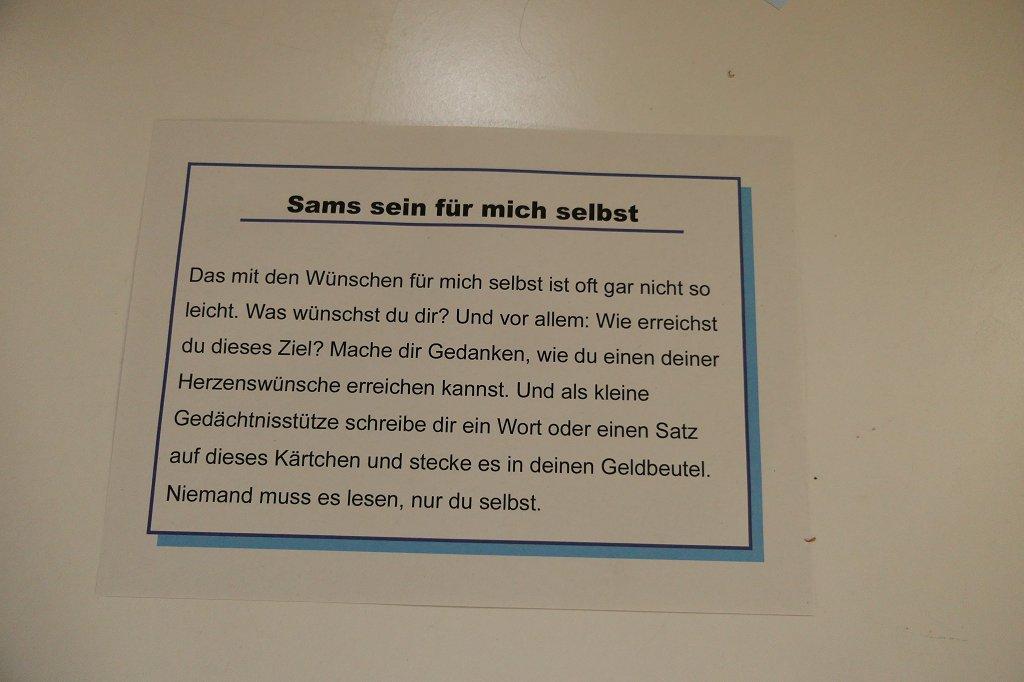 Sams sein für mich selbst
Das mit den Wünschen für mich selbst ist oft gar nicht so
leicht. Was wünschst du dir? Und vor allem: Wie erreichst
du dieses Ziel? Mache dir Gedanken, wie du einen deiner
Herzenswünsche erreichen kannst. Und als kleine
Gedächtnisstütze schreibe dir ein Wort oder einen Satz
auf dieses Kärtchen und stecke es in deinen Geldbeutel.
Niemand muss es lesen, nur du selbst.